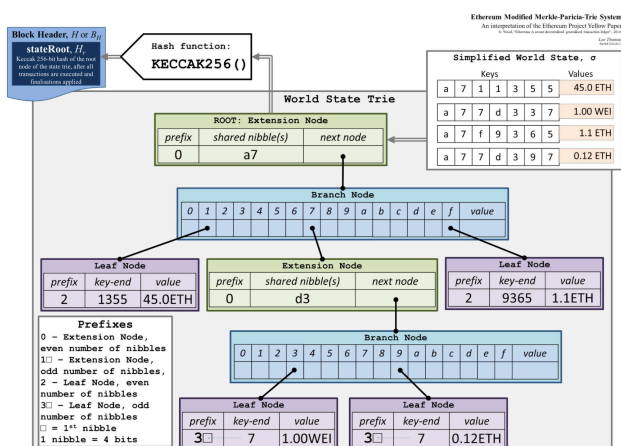 Ethereum Modified Merkle-Paricia-Trie System
An interpretation of the Ethereum Project Yellow Paper
Block Header, H or B_H
stateRoot, H_r
Keccak 256-bit hash of the root
node of the state trie, after all
transactions are executed and
finalisations applied
Hash function:
KECCAK256()
Simplified World State, σ
Keys Values
a 7 1 1 3 5 5 45.0 ETH
a 7 7 d 3 3 7 1.00 WEI
a 7 f 9 3 6 5 1.1 ETH
a 7 7 d 3 9 7 0.12 ETH
World State Trie
ROOT: Extension Node
prefix shared nibble(s) next node
0 a7
Branch Node
0 1 2 3 4 5 6 7 8 9 a b c d e f value
Leaf Node
prefix key-end value
2 1355 45.0ETH
Extension Node
prefix shared nibble(s) next node
0 d3
Leaf Node
prefix key-end value
2 9365 1.1ETH
Branch Node
0 1 2 3 4 5 6 7 8 9 a b c d e f value
Leaf Node
prefix key-end value
3□ 7 1.00WEI
Leaf Node
prefix key-end value
3□ 7 0.12ETH
Prefixes
0 - Extension Node,
even number of nibbles
1□ - Extension Node,
odd number of nibbles,
2 - Leaf Node, even
number of nibbles
3□ - Leaf Node, odd
number of nibbles
□ = 1st nibble
1 nibble = 4 bits